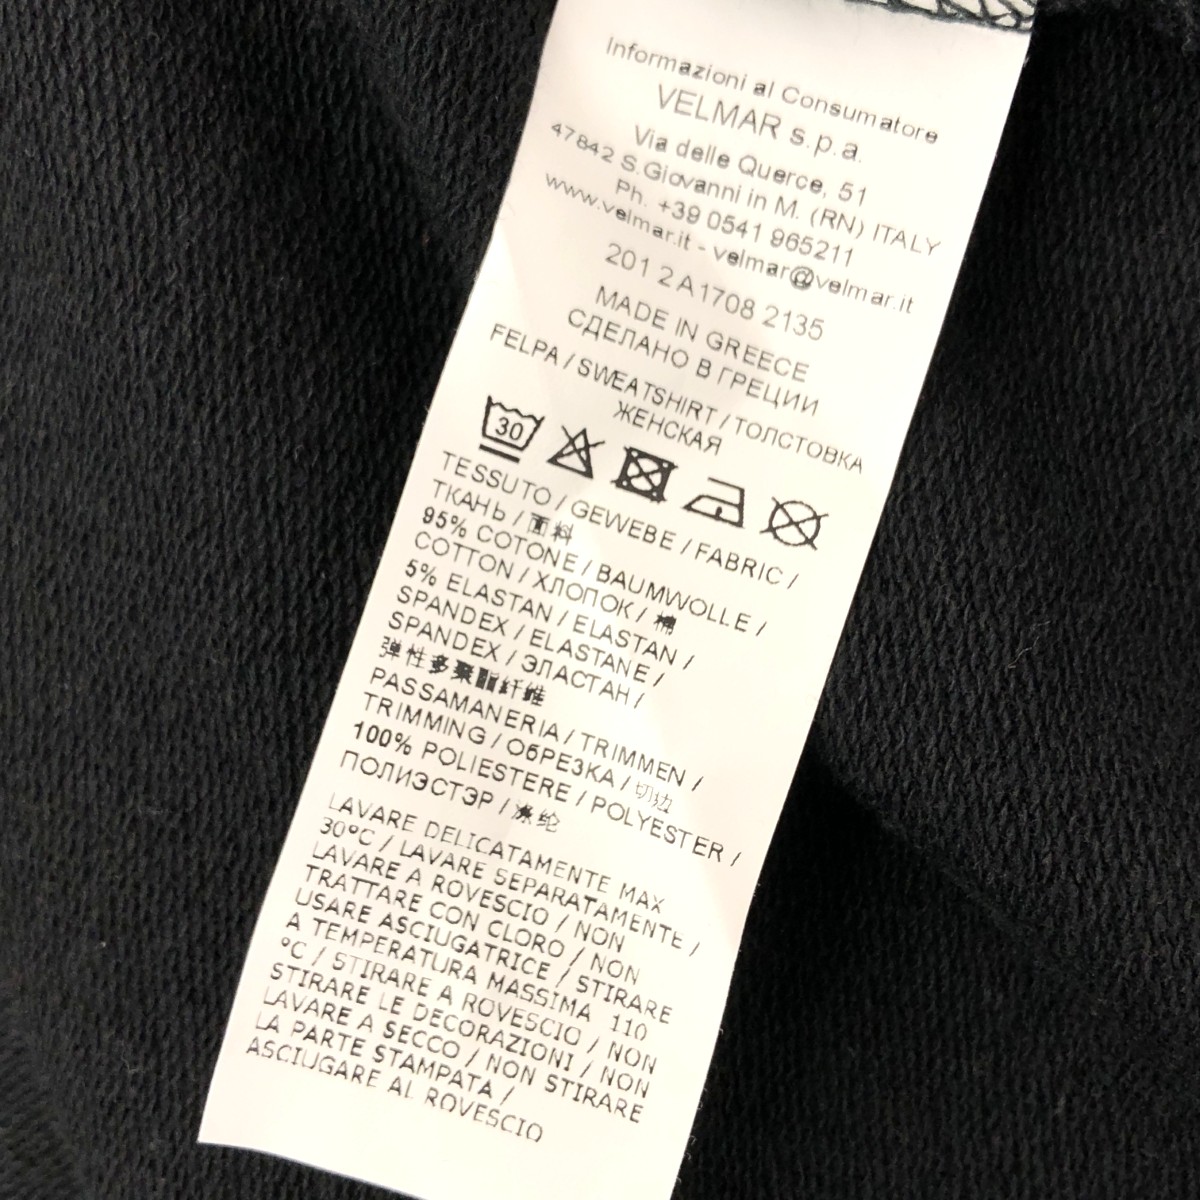 Informazioni al Consumatore
VELMAR s.p.a.
Via delle Querce, 51
47842 S.Giovanni in M. (RN) ITALY
Ph. +39 0541 965211
www.velmar.it - velmar@velmar.it
201 2 A1708 2135
MADE IN GREECE
СДЕЛАНО В ГРЕЦИИ
FELPA / SWEATSHIRT / ТОЛСТОВКА
ЖЕНСКАЯ
30
TESSUTO / GEWEBE / FABRIC /
ТКАНЬ / 面料
95% COTONE / BAUMWOLLE /
COTTON / ХЛОПОК / 棉
5% ELASTAN / ELASTAN /
SPANDEX / ELASTANE /
SPANDEX / ЭЛАСТАН /
弹性多聚酯纤维
PASSAMANERIA / TRIMMEN /
TRIMMING / ОБРЕЗКА / 切边
100% POLIESTERE / POLYESTER /
ПОЛИЭСТЭР / 涤纶
LAVARE DELICATAMENTE MAX
30°C / LAVARE SEPARATAMENTE /
LAVARE A ROVESCIO / NON
TRATTARE CON CLORO / NON
USARE ASCIUGATRICE / STIRARE
A TEMPERATURA MASSIMA 110
°C / STIRARE A ROVESCIO / NON
STIRARE LE DECORAZIONI / NON
LAVARE A SECCO / NON STIRARE
LA PARTE STAMPATA /
ASCIUGARE AL ROVESCIO